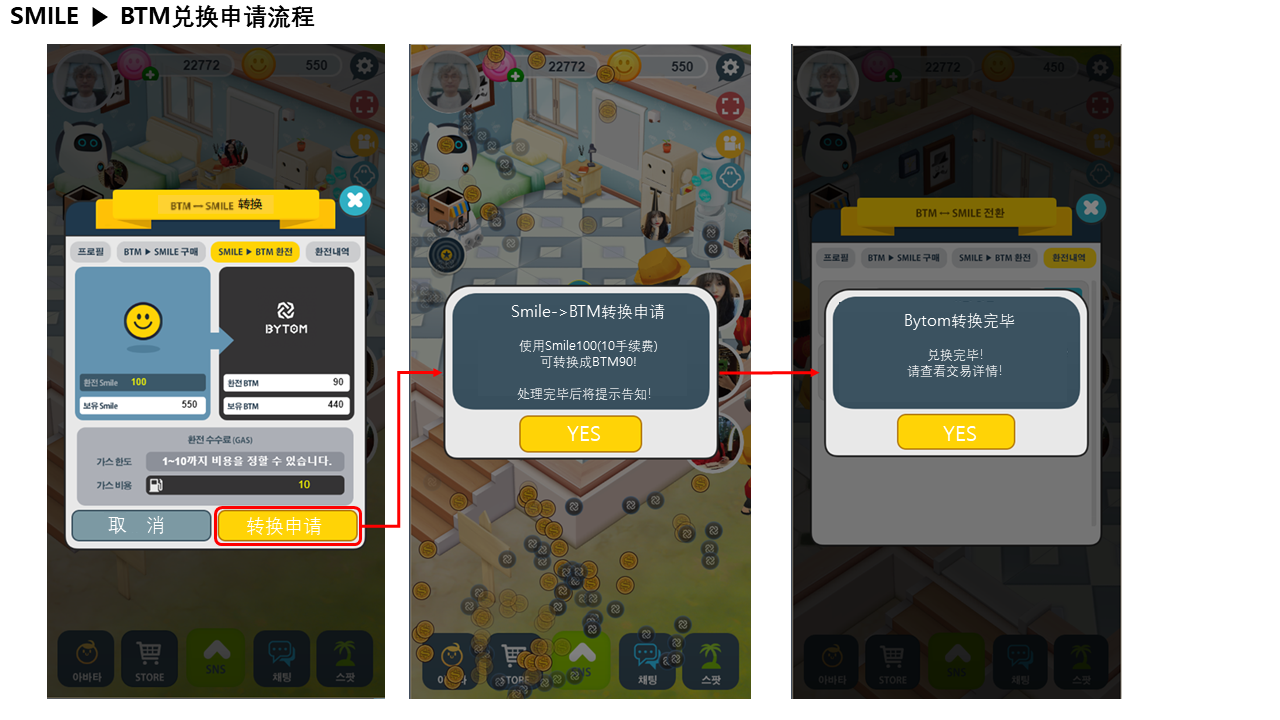 SMILE ▶ BTM兑换申请流程
22772
550
BTM ↔ SMILE 转换
프로필
BTM ▶ SMILE 구매
SMILE ▶ BTM 환전
환전내역
BYTOM
환전 Smile 100
환전 BTM 90
보유 Smile 550
보유 BTM 440
환전 수수료 (GAS)
가스 한도 1~10까지 비용을 정할 수 있습니다.
가스 비용 10
取 消
转换申请
아바타
STORE
SNS
채팅
스팟
22772
550
Smile->BTM转换申请
使用Smile100(10手续费)
可转换成BTM90!
处理完毕后将提示告知!
YES
아바타
STORE
SNS
채팅
스팟
22772
450
BTM ↔ SMILE 전환
프로필
BTM ▶ SMILE 구매
SMILE ▶ BTM 환전
환전내역
Bytom转换完毕
兑换完毕!
请查看交易详情!
YES
아바타
STORE
SNS
채팅
스팟